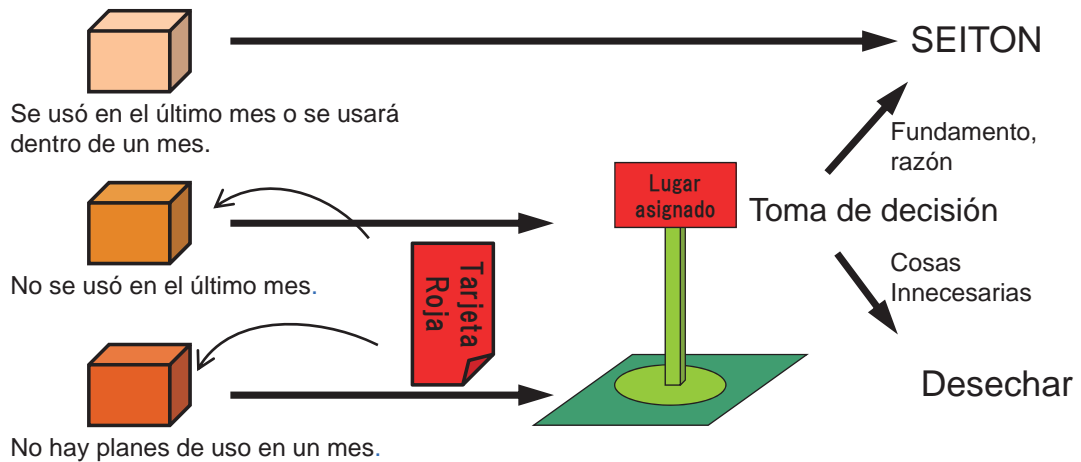 SEITON
Se usó en el último mes o se usará
dentro de un mes.
Fundamento,
razón
Lugar
asignado
Toma de decisión
No se usó en el último mes.
Tarjeta
Roja
Cosas
Innecesarias
Desechar
No hay planes de uso en un mes.